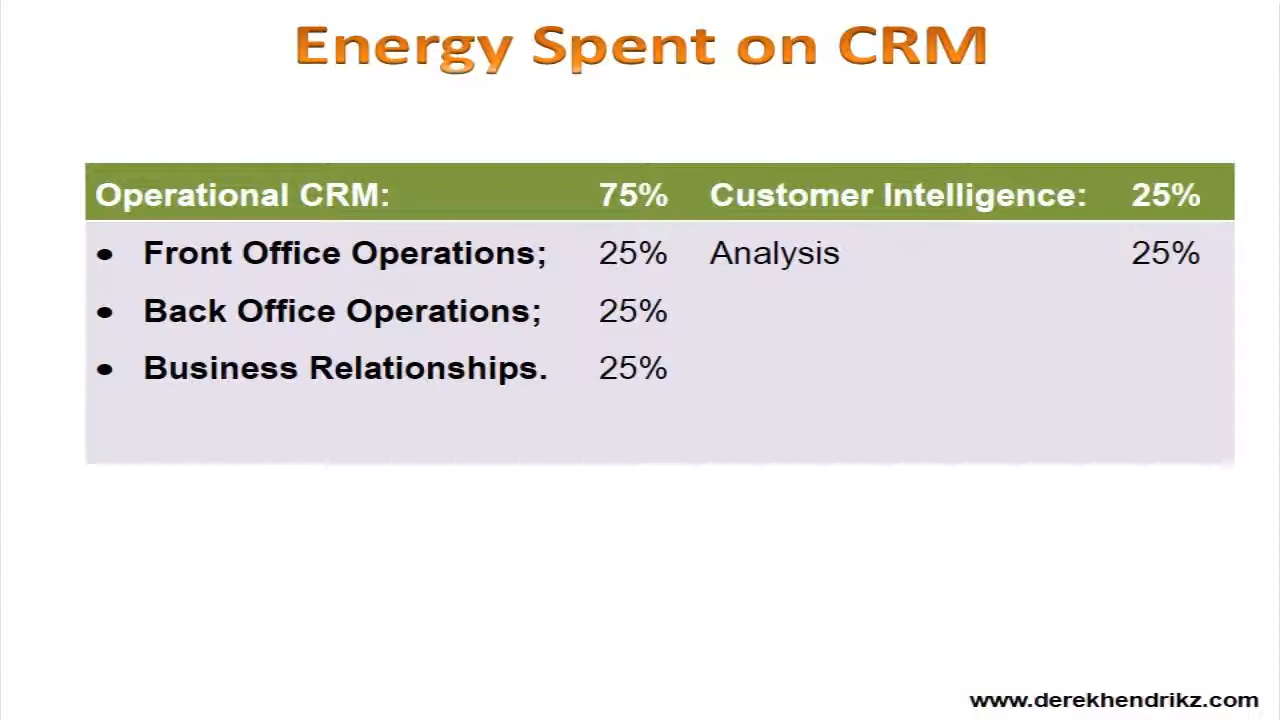 Energy Spent on CRM
Operational CRM: 75% Customer Intelligence: 25%
• Front Office Operations; 25% Analysis 25%
• Back Office Operations; 25%
• Business Relationships. 25%
www.derekhendrikz.com